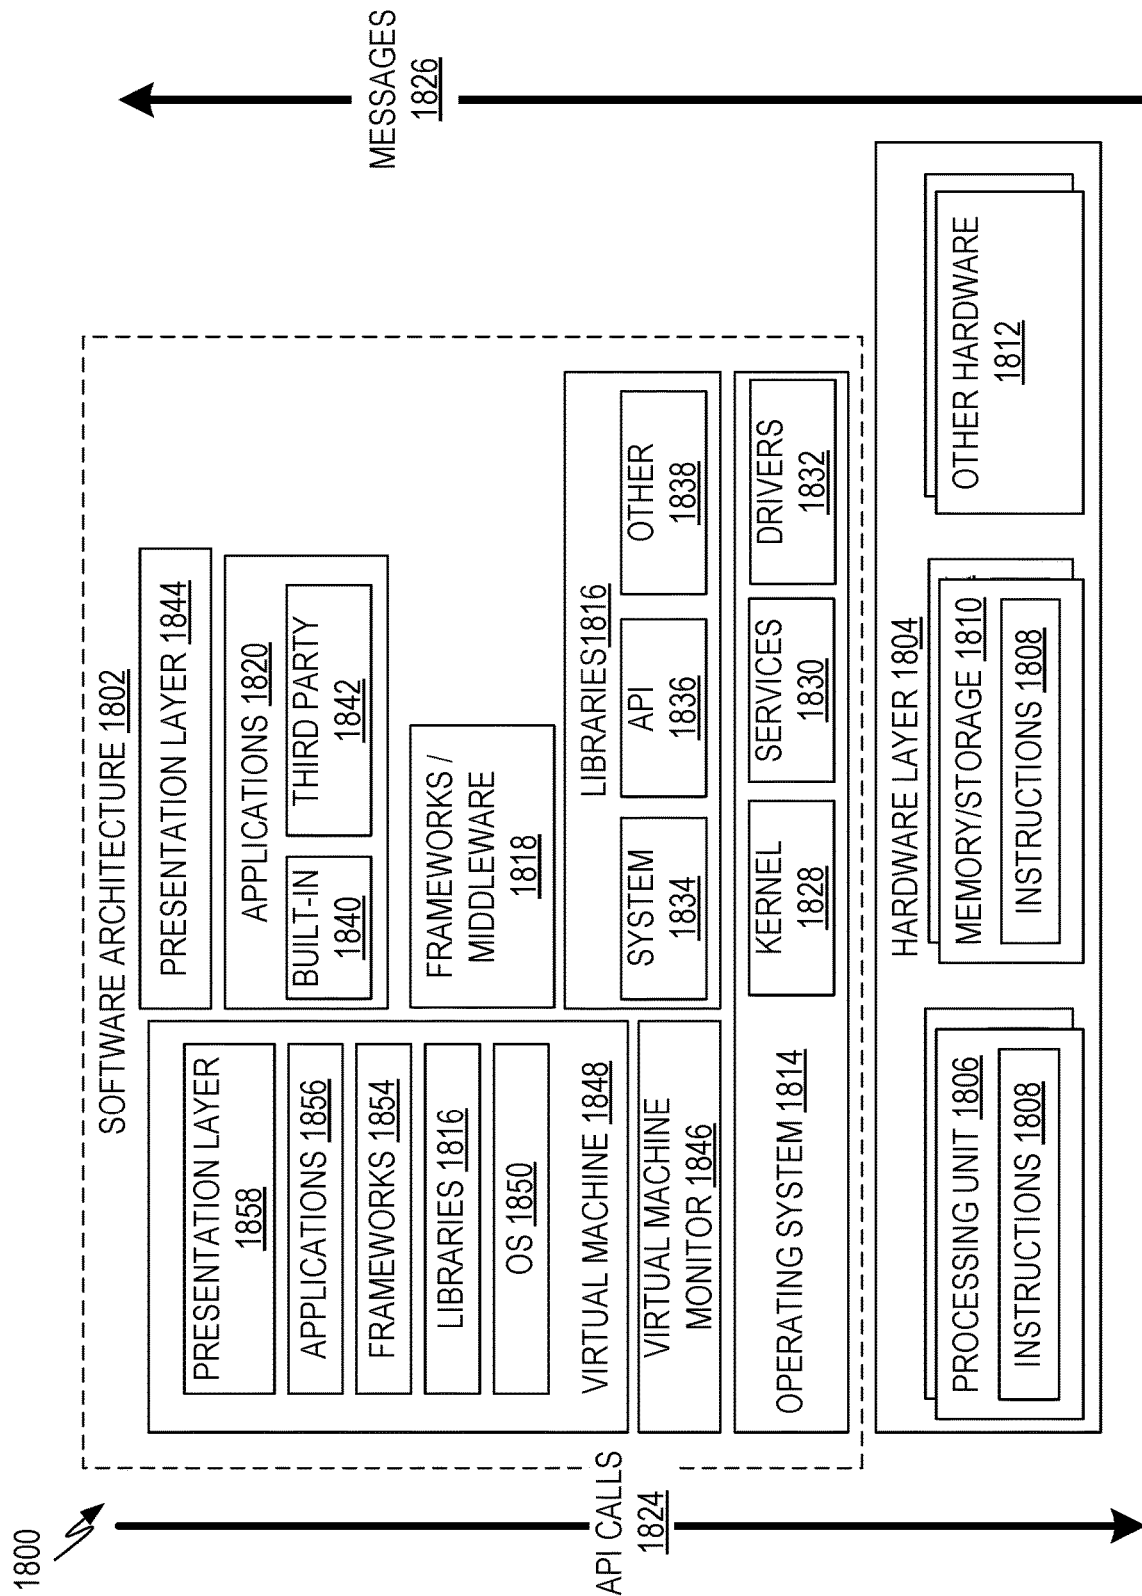 1800
SOFTWARE ARCHITECTURE 1802
PRESENTATION LAYER
1858
APPLICATIONS 1856
FRAMEWORKS 1854
LIBRARIES 1816
OS 1850
VIRTUAL MACHINE 1848
VIRTUAL MACHINE
MONITOR 1846
PRESENTATION LAYER 1844
APPLICATIONS 1820
BUILT-IN
1840
THIRD PARTY
1842
FRAMEWORKS /
MIDDLEWARE
1818
LIBRARIES1816
SYSTEM
1834
API
1836
OTHER
1838
OPERATING SYSTEM 1814
KERNEL
1828
SERVICES
1830
DRIVERS
1832
API CALLS
1824
MESSAGES
1826
HARDWARE LAYER 1804
PROCESSING UNIT 1806
INSTRUCTIONS 1808
MEMORY/STORAGE 1810
INSTRUCTIONS 1808
OTHER HARDWARE
1812